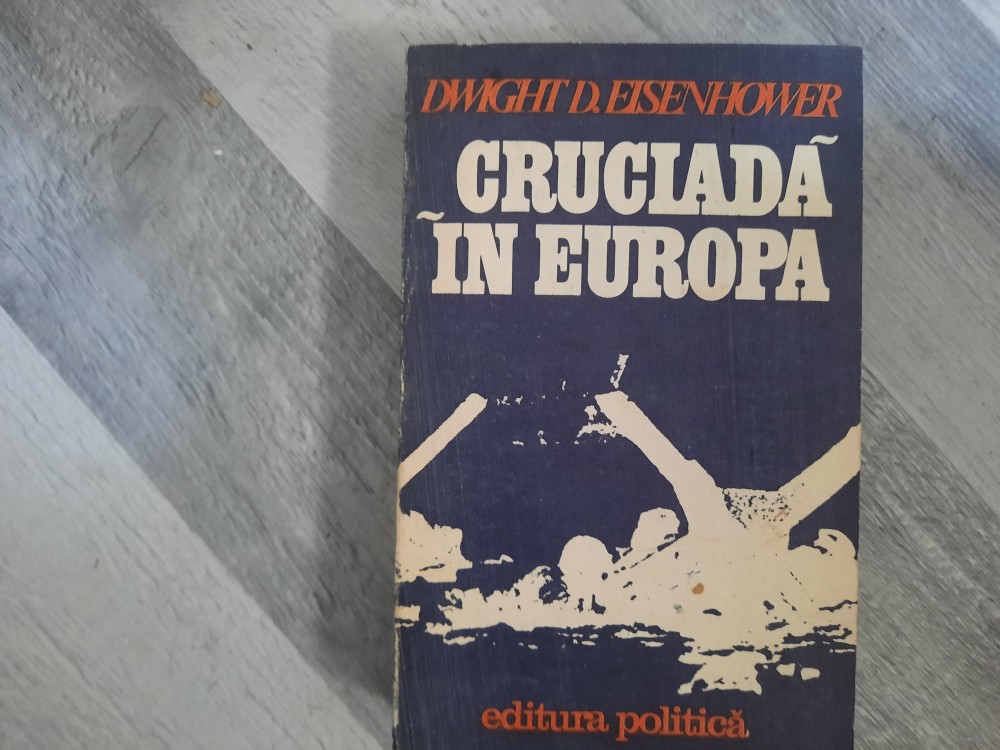 DWIGHT D. EISENHOWER
CRUCIADĂ
ÎN EUROPA
editura politică